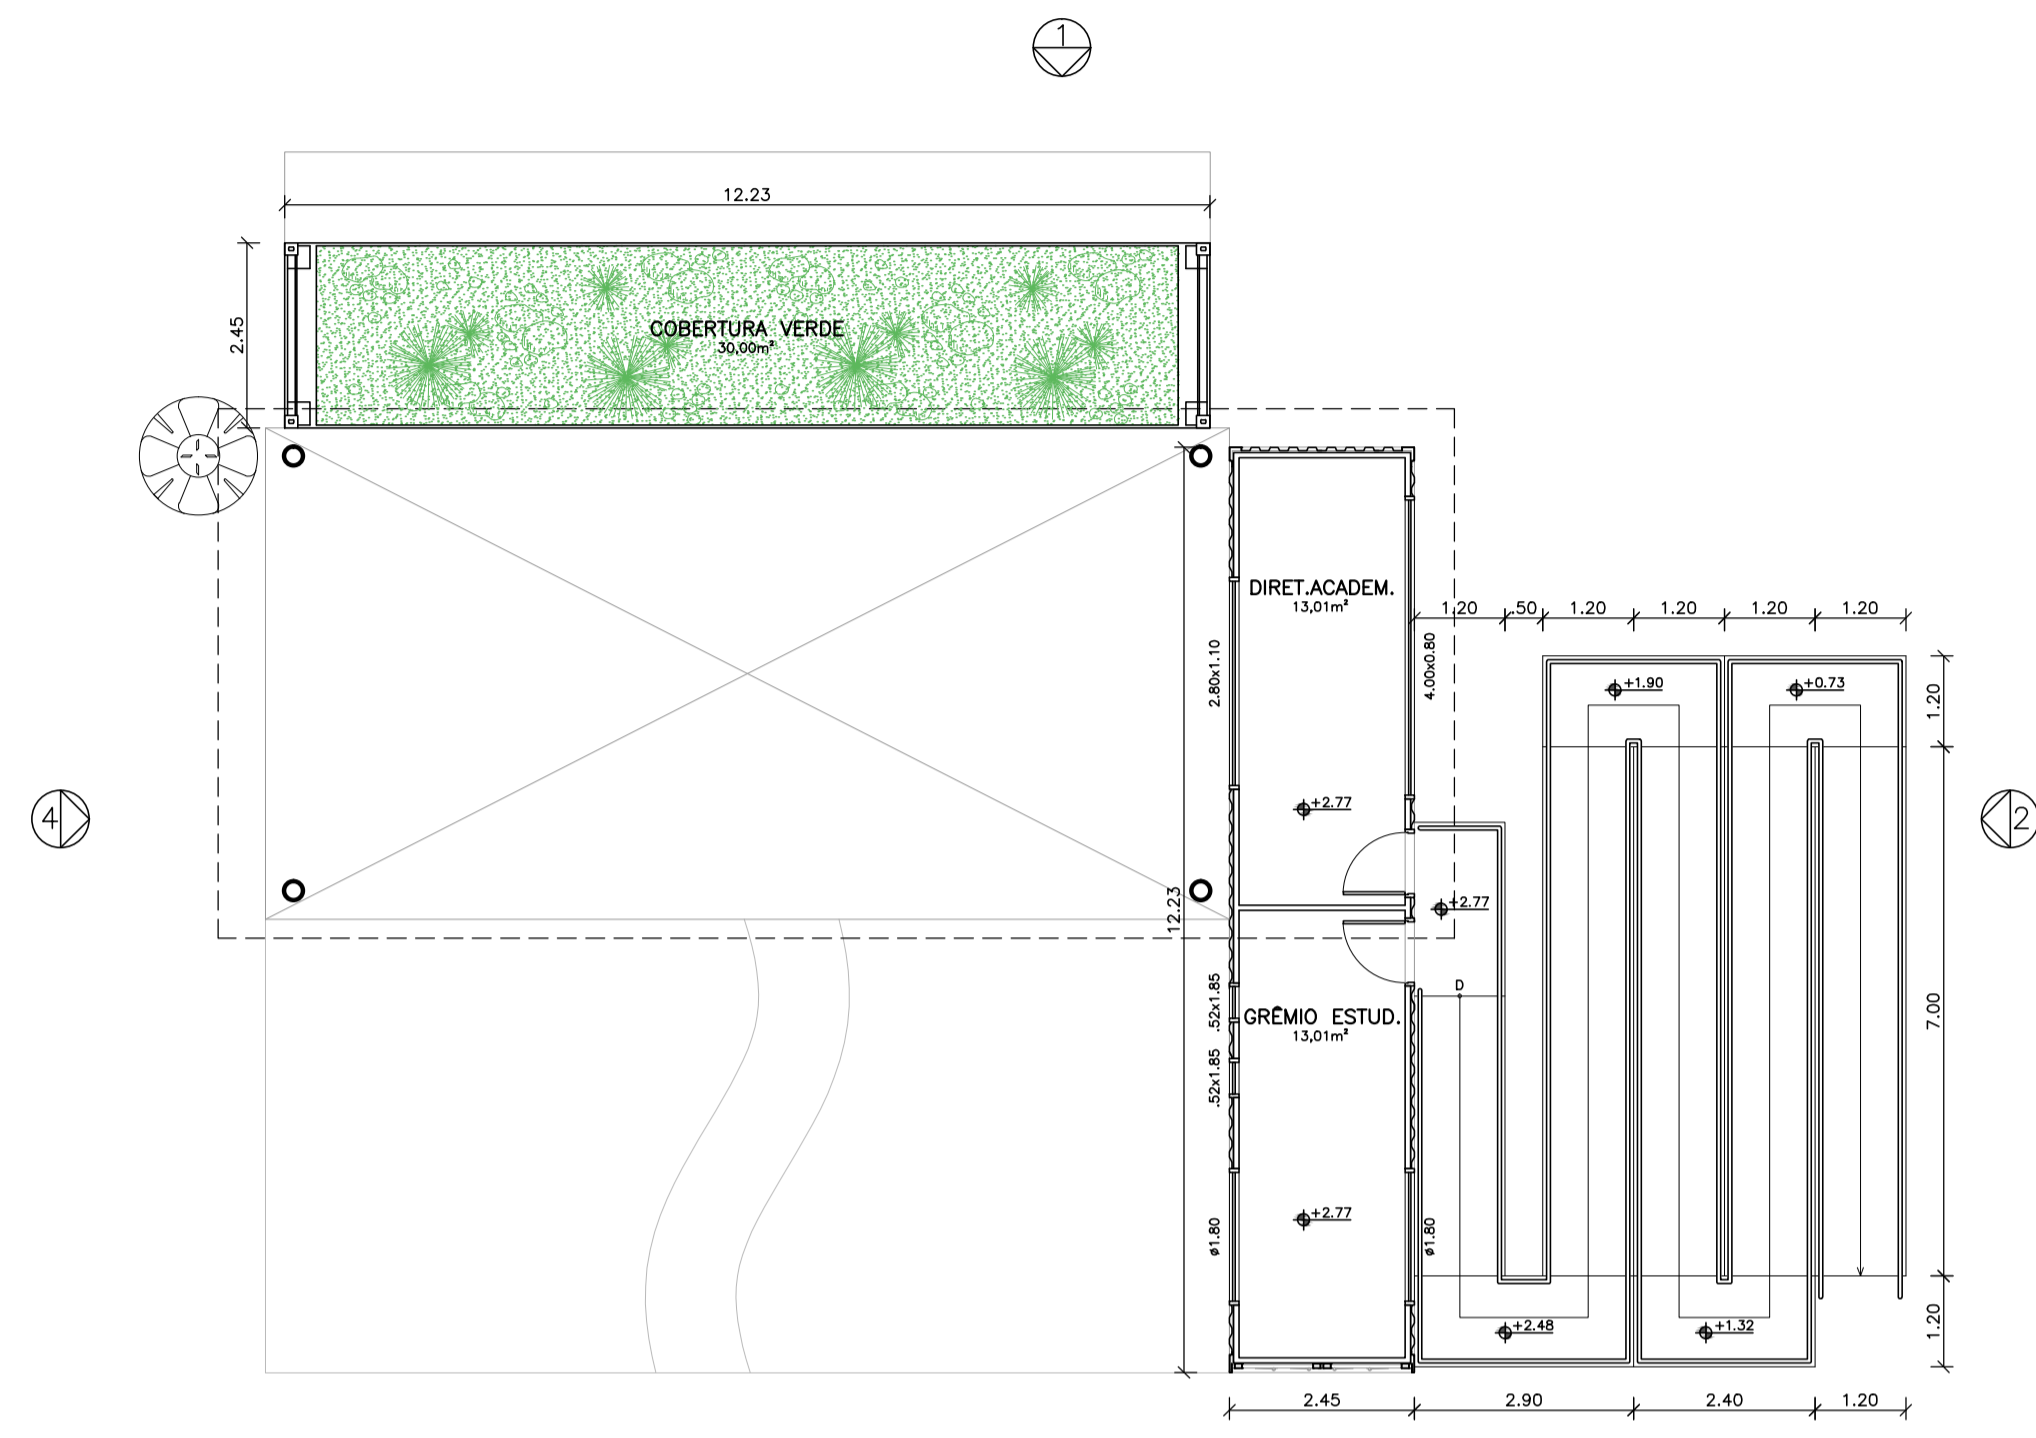 1
12.23
2.45
COBERTURA VERDE
30,00m²
DIRET.ACADEM.
13,01m²
1.20 .50 1.20 1.20 1.20 1.20
2.80x1.10
4.00x0.80
+1.90
+0.73
1.20
+2.77
4
2
12.23
+2.77
D
.52x1.85
GRÊMIO ESTUD.
13,01m²
7.00
.52x1.85
+2.77
ø1.80
ø1.80
+2.48
+1.32
1.20
2.45 2.90 2.40 1.20